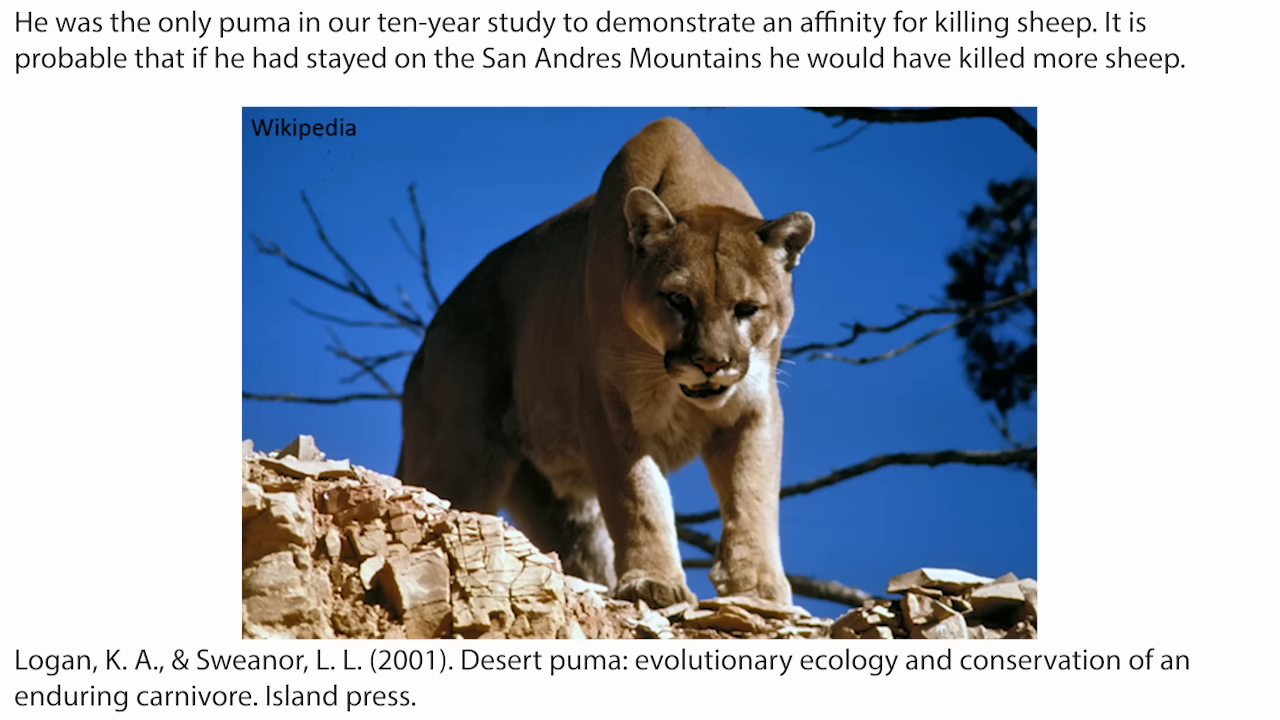 He was the only puma in our ten-year study to demonstrate an affinity for killing sheep. It is
probable that if he had stayed on the San Andres Mountains he would have killed more sheep.
Wikipedia
Logan, K. A., & Sweanor, L. L. (2001). Desert puma: evolutionary ecology and conservation of an
enduring carnivore. Island press.